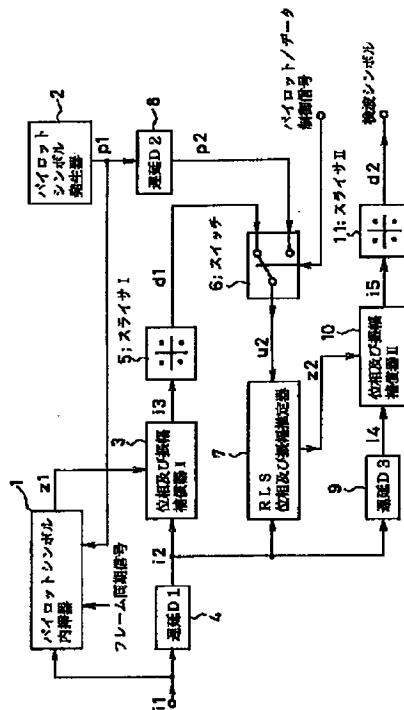 1
パイロットシンボル
内挿器
フレーム同期信号
z1
2
パイロット
シンボル
発生器
p1
8
遅延D2
p2
i1
遅延D1
4
i2
3
位相及び振幅
補償器I
i3
5;スライサI
d1
6;スイッチ
パイロット/データ
制御信号
u2
7
RLS
位相及び振幅推定器
z2
9
遅延D3
i4
10
位相及び振幅
補償器II
i5
11;スライサII
d2
検波シンボル